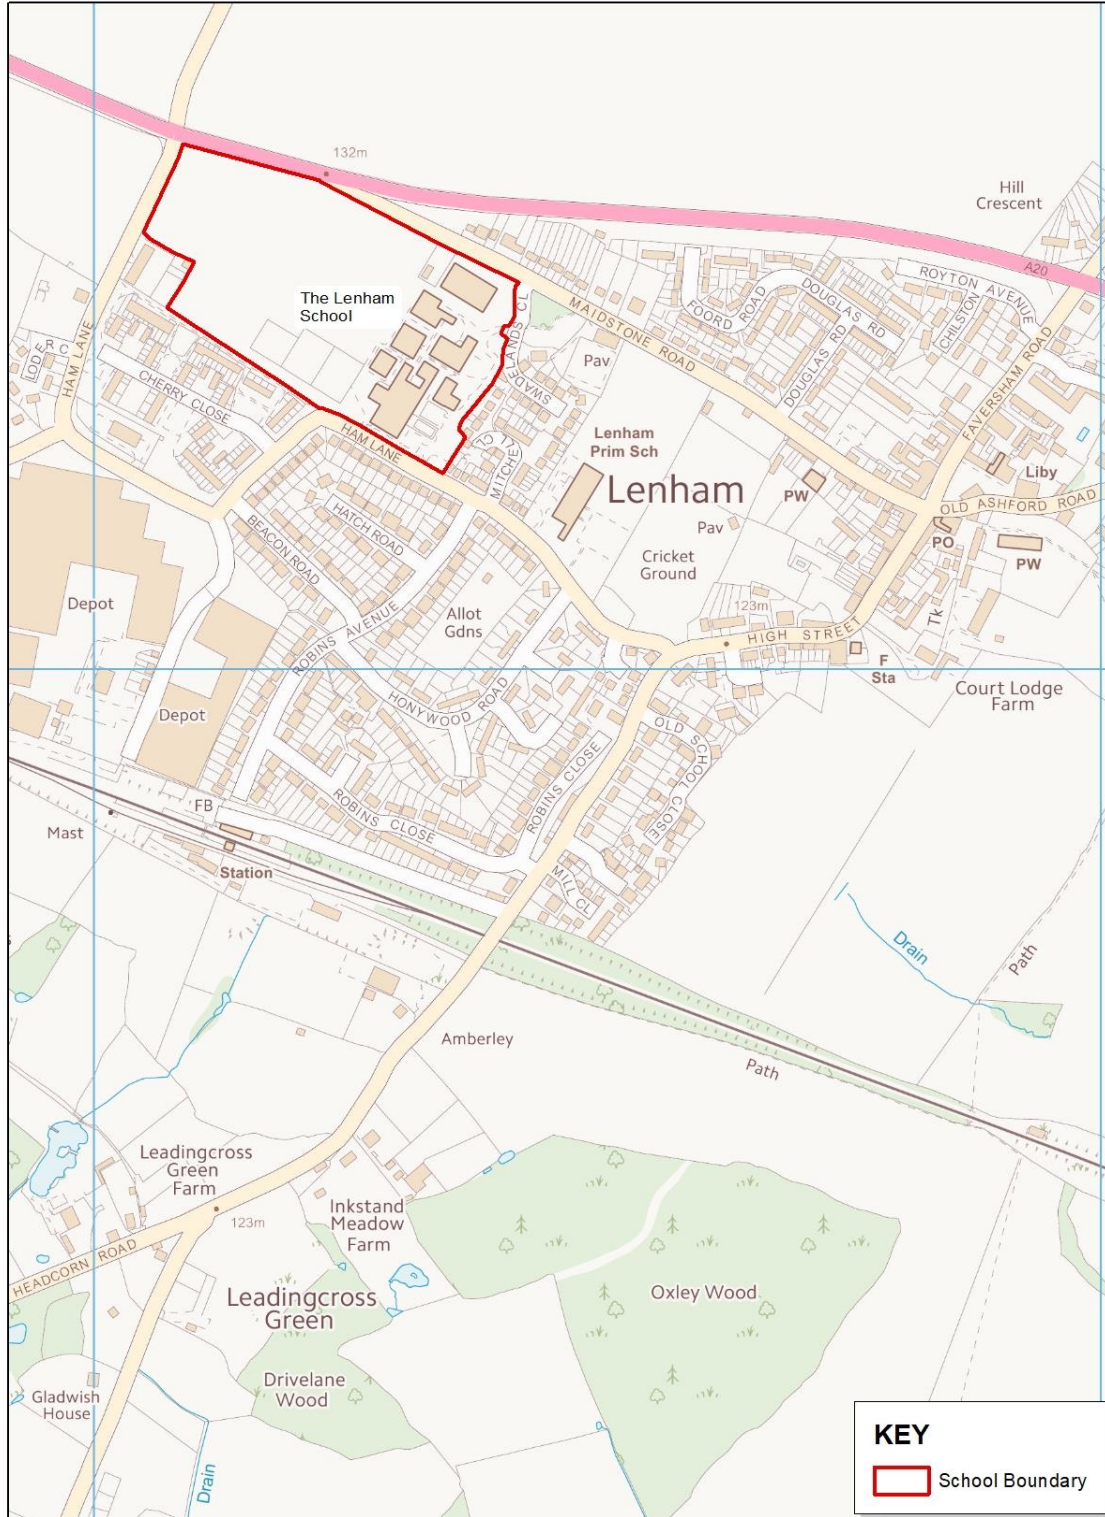 132m
Hill
Crescent
A20
ROYTON AVENUE
The Lenham
School
FOORD ROAD
DOUGLAS RD
DOUGLAS RD
CHILSTON
HAM LANE
MAIDSTONE ROAD
SWADELANDS CL
FAVERSHAM ROAD
CHERRY CLOSE
Pav
HAM LANE
Lenham
Prim Sch
MITCHE
Lenham
PW
Liby
OLD ASHFORD ROAD
HATCH ROAD
BEACON ROAD
Pav
PO
PW
Cricket
Ground
Depot
Allot
Gdns
123m
Tk
ROBINS AVENUE
HIGH STREET
F
Sta
Court Lodge
Farm
HONYWOOD ROAD
Depot
OLD SCHOOL CLOSE
ROBINS CLOSE
ROBINS CLOSE
FB
Mast
Station
MILL CL
Drain
Path
Amberley
Path
Leadingcross
Green
Farm
123m
Inkstand
Meadow
Farm
HEADCORN ROAD
Leadingcross
Green
Oxley Wood
Drivelane
Wood
Gladwish
House
Drain
KEY
School Boundary